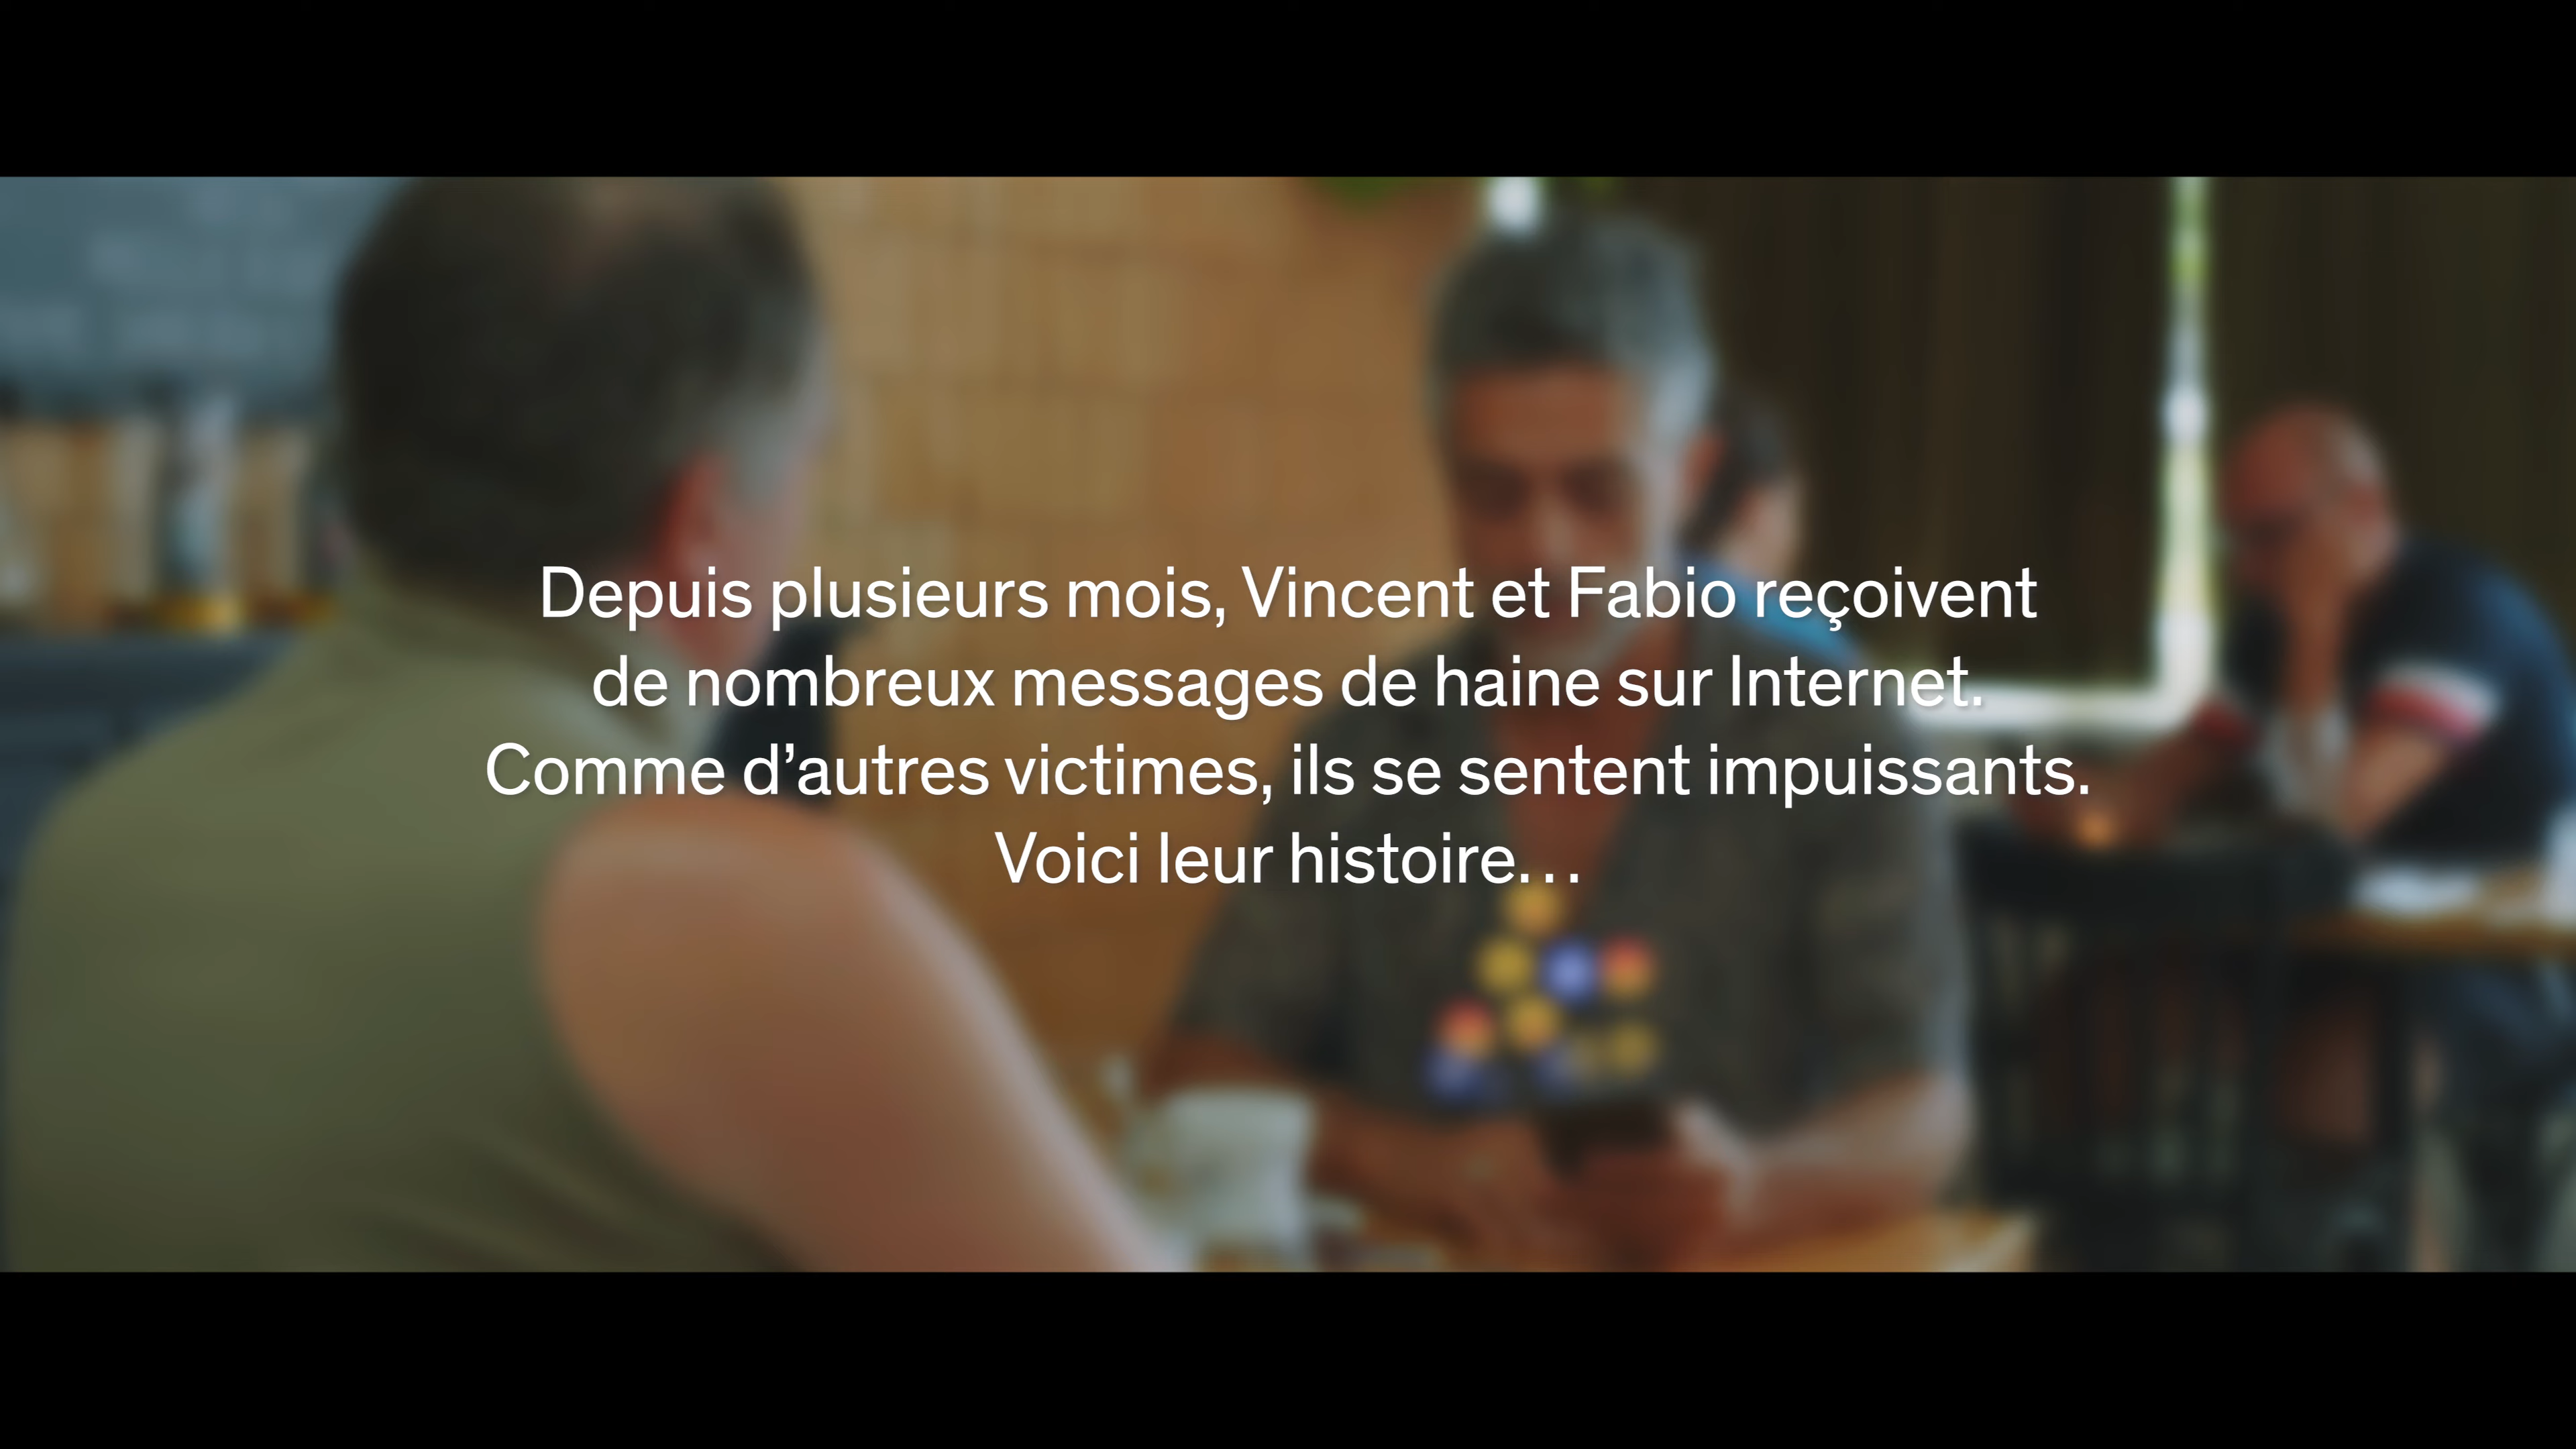 Depuis plusieurs mois, Vincent et Fabio reçoivent
de nombreux messages de haine sur Internet.
Comme d’autres victimes, ils se sentent impuissants.
Voici leur histoire…